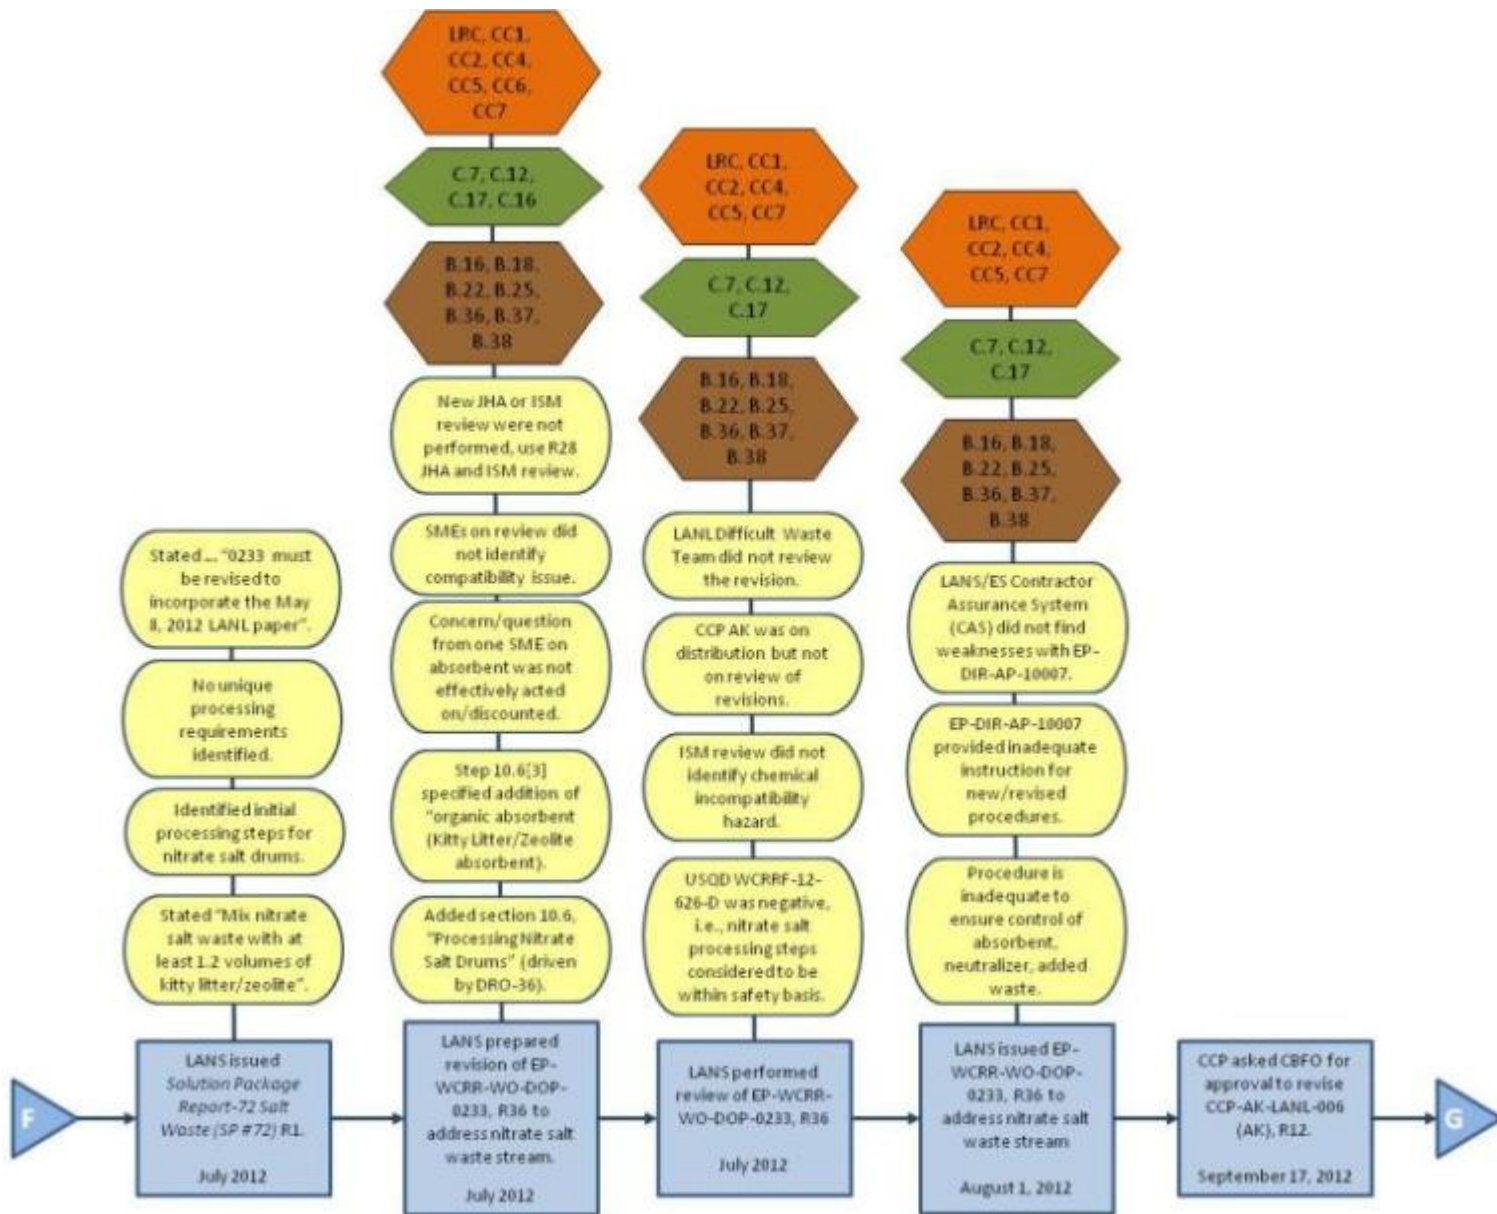 F
Stated ... "0233 must
be revised to
incorporate the May
8, 2012 LANL paper".
No unique
processing
requirements
identified.
Identified initial
processing steps for
nitrate salt drums.
Stated "Mix nitrate
salt waste with at
least 1.2 volumes of
kitty litter/zeolite".
LANS issued
Solution Package
Report-72 Salt
Waste (SP #72) R1.
July 2012
LRC, CC1,
CC2, CC4,
CC5, CC6,
CC7
C.7, C.12,
C.17, C.16
B.16, B.18,
B.22, B.25,
B.36, B.37,
B.38
New JHA or ISM
review were not
performed, use R28
JHA and ISM review.
SMEs on review did
not identify
compatibility issue.
Concern/question
from one SME on
absorbent was not
effectively acted
on/discounted.
Step 10.6[3]
specified addition of
"organic absorbent
(Kitty Litter/Zeolite
absorbent).
Added section 10.6,
"Processing Nitrate
Salt Drums" (driven
by DRO-36).
LANS prepared
revision of EP-
WCRR-WO-DOP-
0233, R36 to
address nitrate salt
waste stream.
July 2012
LRC, CC1,
CC2, CC4,
CC5, CC7
C.7, C.12,
C.17
B.16, B.18,
B.22, B.25,
B.36, B.37,
B.38
LANL Difficult Waste
Team did not review
the revision.
CCP AK was on
distribution but not
on review of
revisions.
ISM review did not
identify chemical
incompatibility
hazard.
USQD WCRRF-12-
626-D was negative,
i.e., nitrate salt
processing steps
considered to be
within safety basis.
LANS performed
review of EP-WCRR-
WO-DOP-0233, R36
July 2012
LRC, CC1,
CC2, CC4,
CC5, CC7
C.7, C.12,
C.17
B.16, B.18,
B.22, B.25,
B.36, B.37,
B.38
LANS/ES Contractor
Assurance System
(CAS) did not find
weaknesses with EP-
DIR-AP-10007.
EP-DIR-AP-10007
provided inadequate
instruction for
new/revised
procedures.
Procedure is
inadequate to
ensure control of
absorbent,
neutralizer, added
waste.
LANS issued EP-
WCRR-WO-DOP-
0233, R36 to
address nitrate salt
waste stream
August 1, 2012
CCP asked CBFO for
approval to revise
CCP-AK-LANL-006
(AK), R12.
September 17, 2012
G